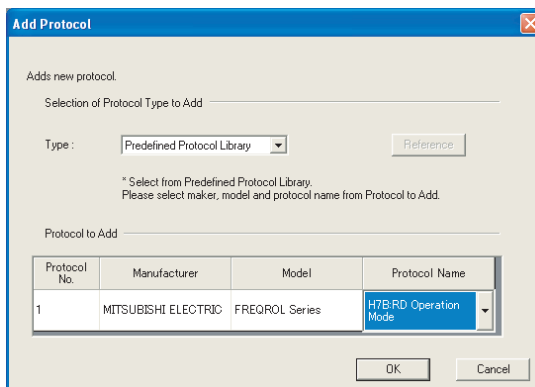 Add Protocol
Adds new protocol.
Selection of Protocol Type to Add
Type :
Predefined Protocol Library
Reference
* Select from Predefined Protocol Library.
Please select maker, model and protocol name from Protocol to Add.
Protocol to Add
Protocol No.
Manufacturer
Model
Protocol Name
1
MITSUBISHI ELECTRIC
FREQROL Series
H7B:RD Operation
Mode
OK
Cancel